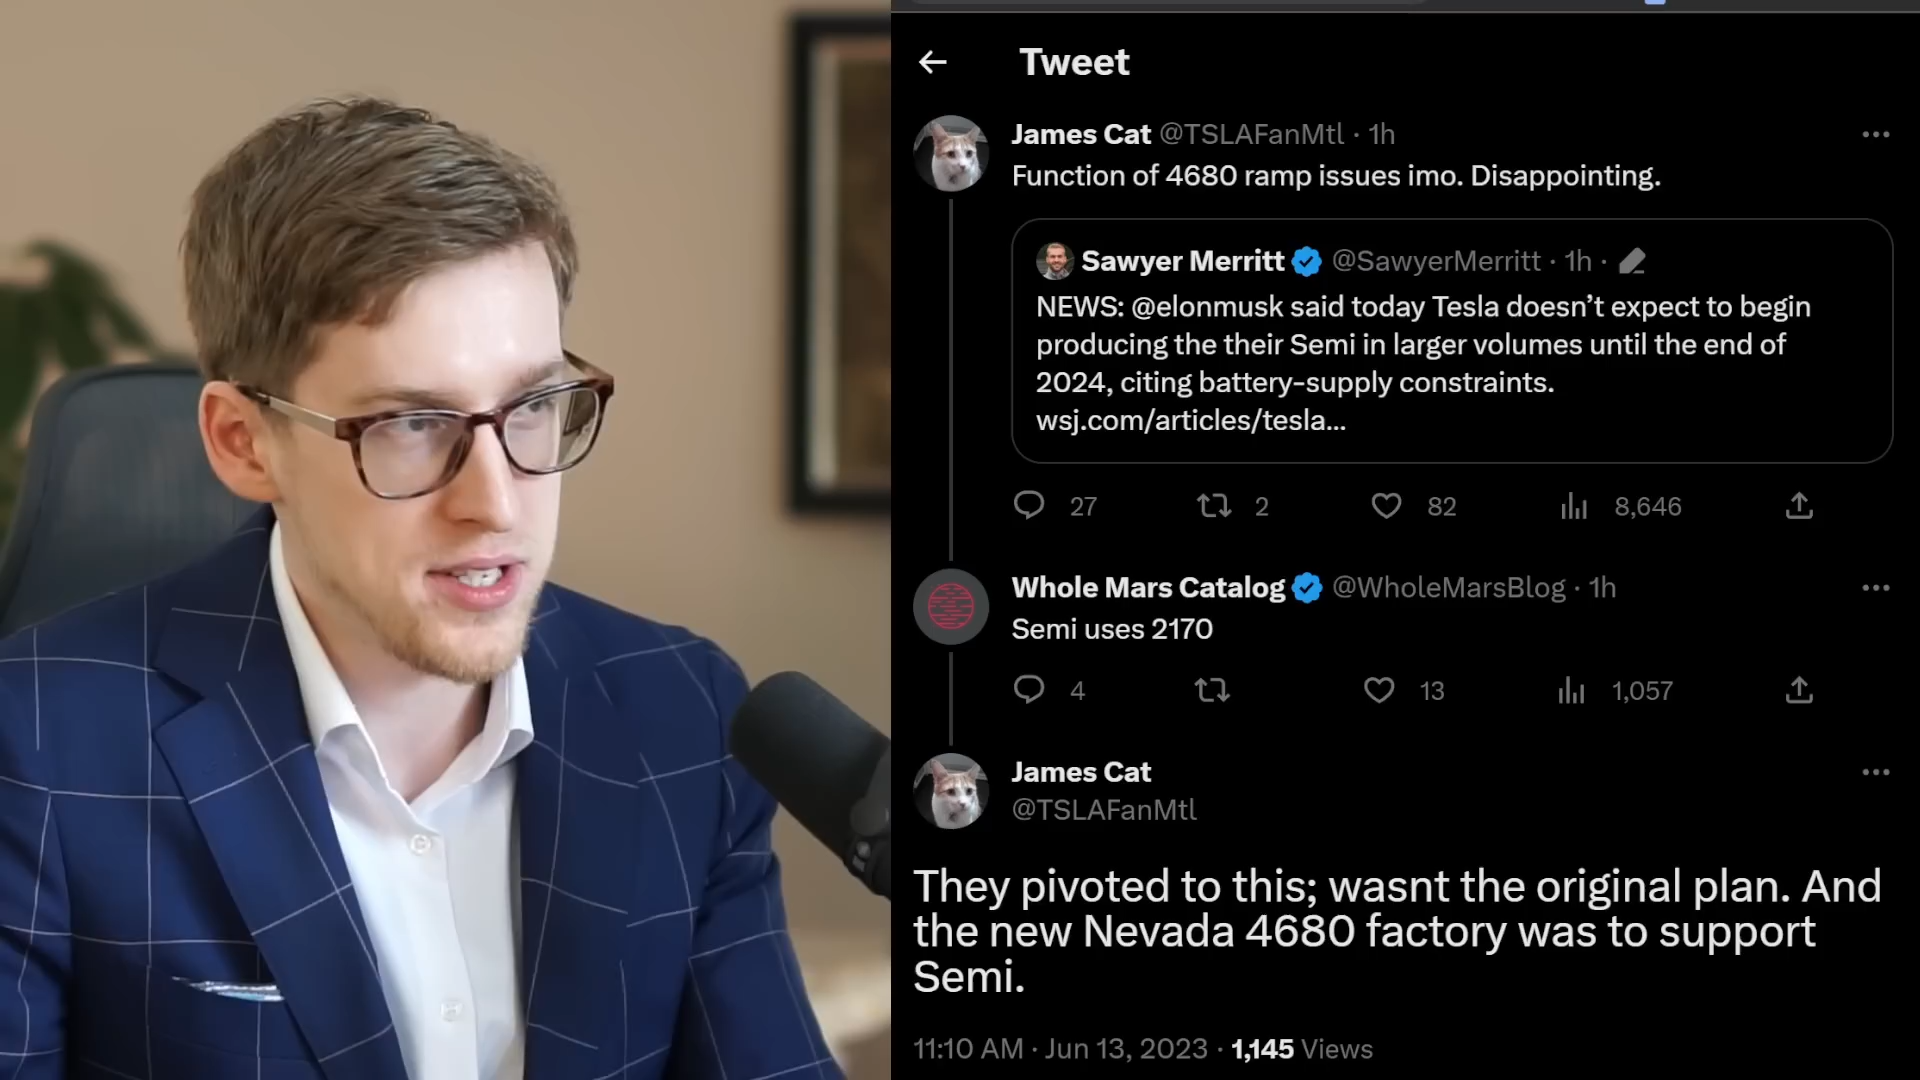 Tweet
James Cat @TSLAFanMtl · 1h
Function of 4680 ramp issues imo. Disappointing.
Sawyer Merritt @SawyerMerritt · 1h ·
NEWS: @elonmusk said today Tesla doesn’t expect to begin
producing the their Semi in larger volumes until the end of
2024, citing battery-supply constraints.
wsj.com/articles/tesla...
27 2 82 8,646
Whole Mars Catalog @WholeMarsBlog · 1h
Semi uses 2170
4 13 1,057
James Cat
@TSLAFanMtl
They pivoted to this; wasnt the original plan. And
the new Nevada 4680 factory was to support
Semi.
11:10 AM · Jun 13, 2023 · 1,145 Views